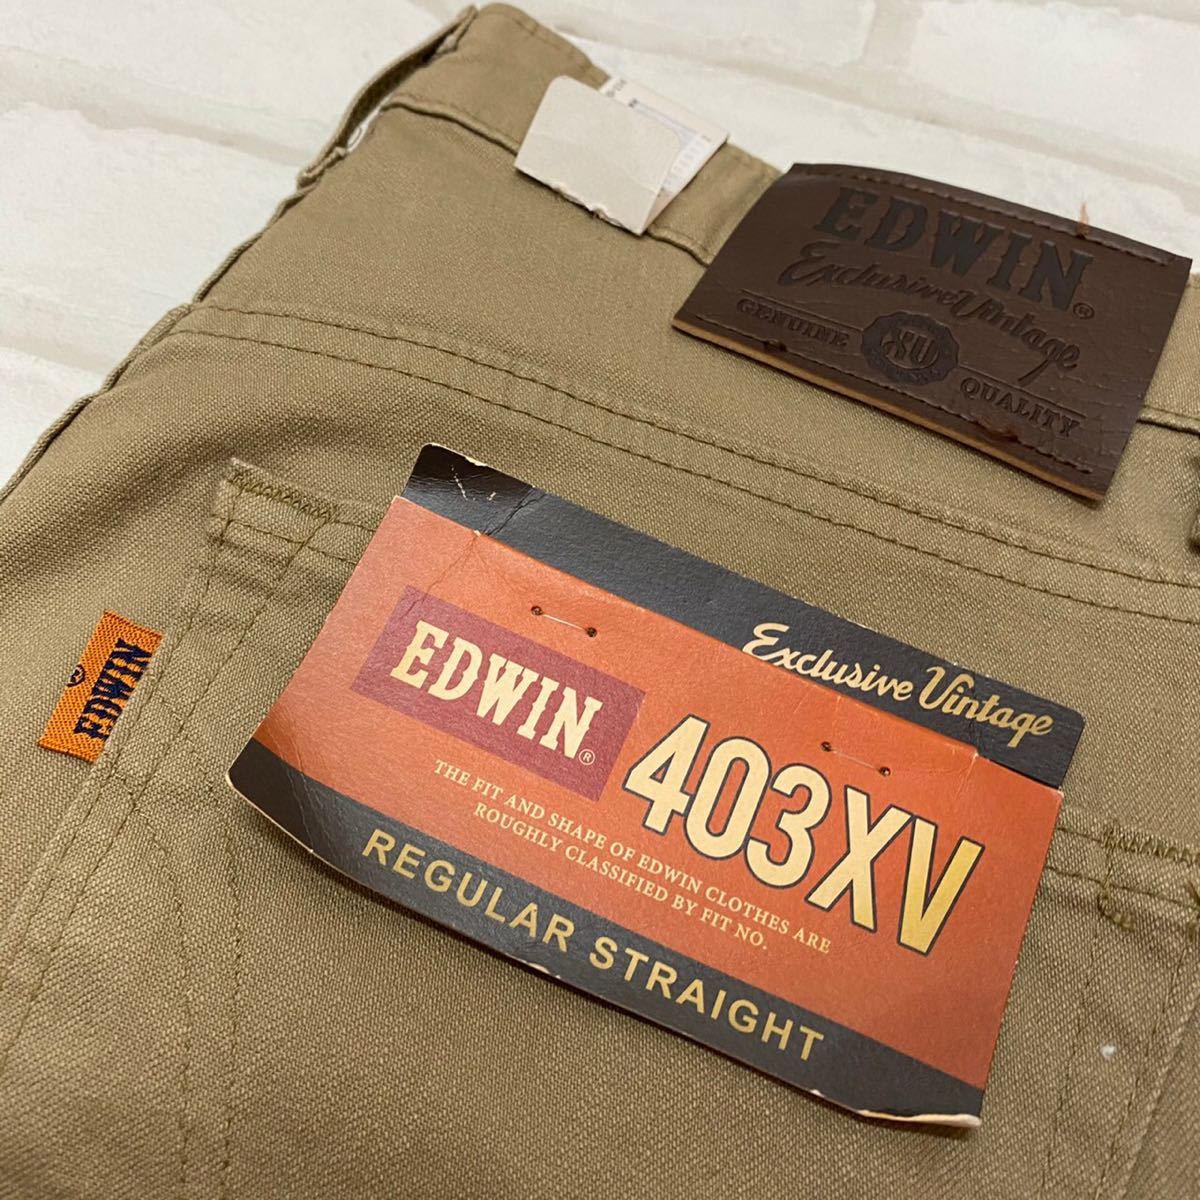 EDWIN®
Exclusive Vintage
GENUINE XV QUALITY
Exclusive Vintage
EDWIN®
403XV
THE FIT AND SHAPE OF EDWIN CLOTHES ARE
ROUGHLY CLASSIFIED BY FIT NO.
REGULAR STRAIGHT
EDWIN®